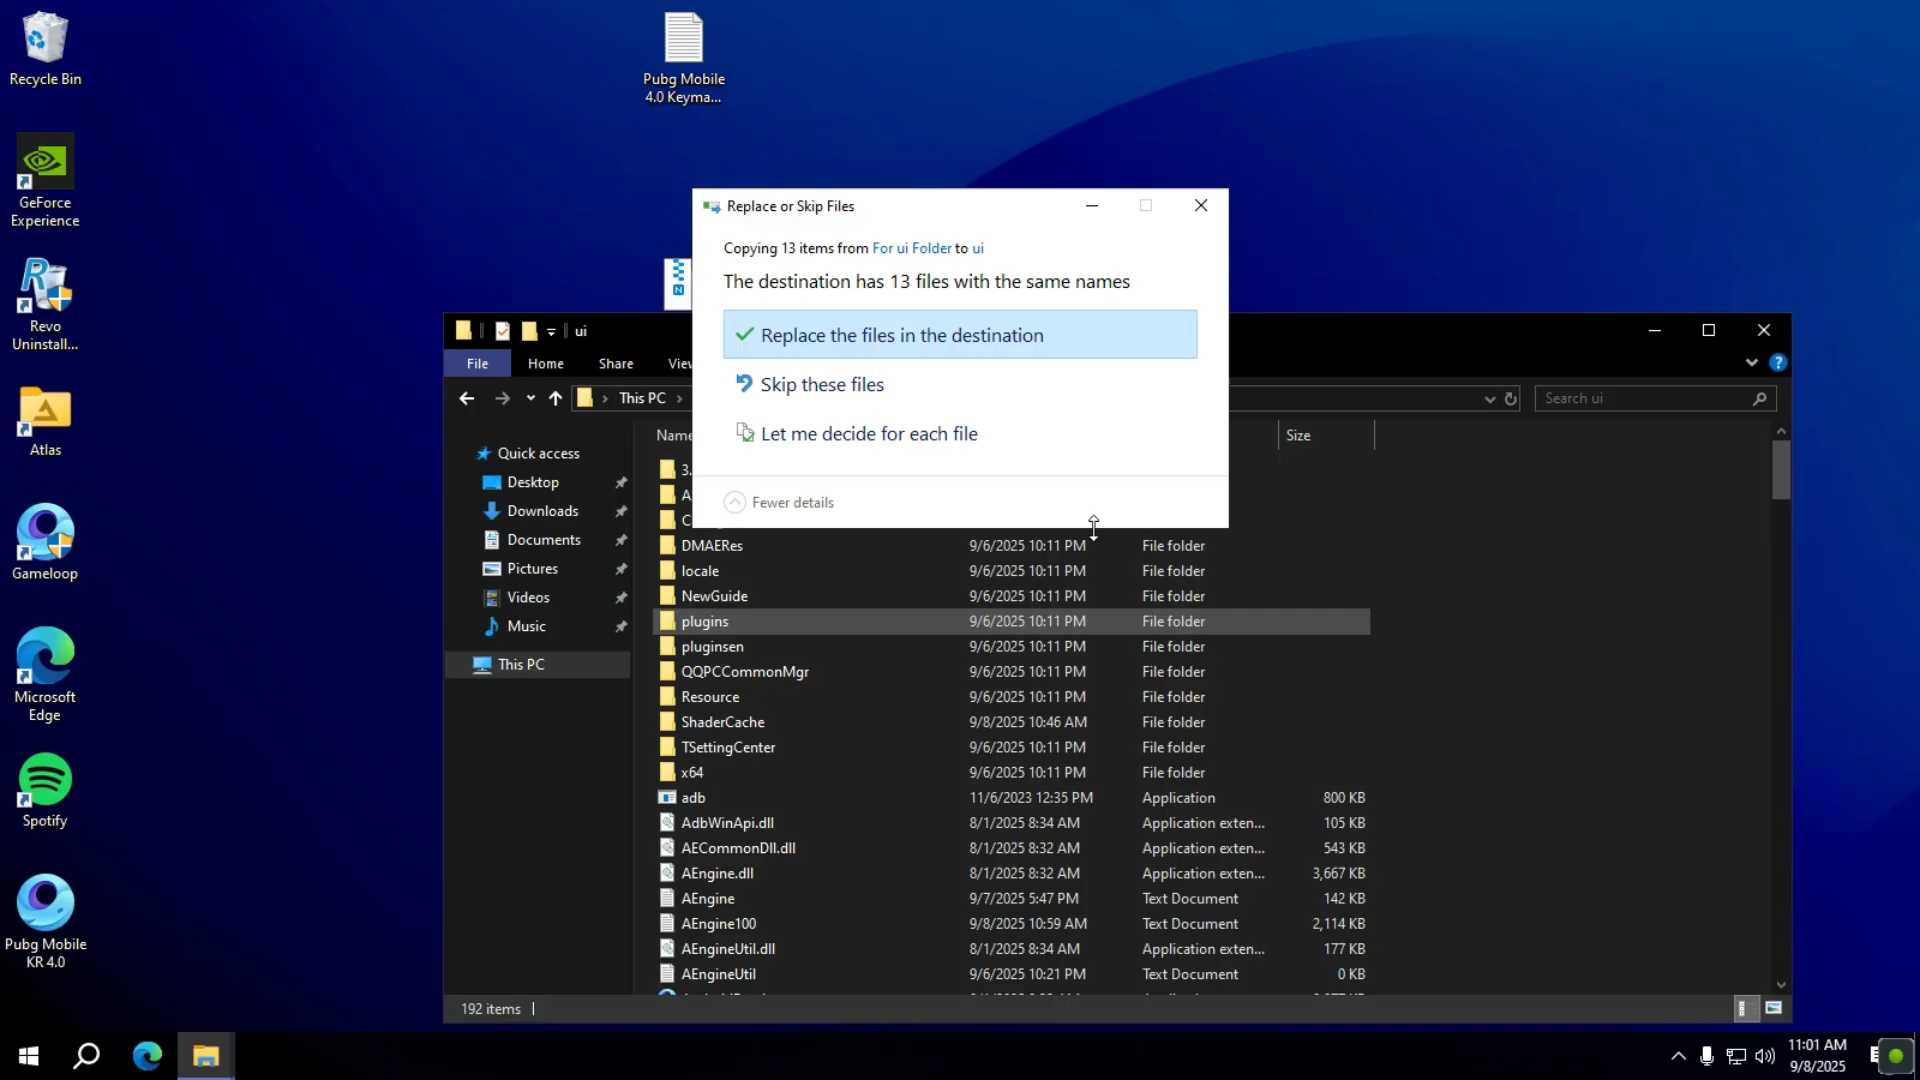 Recycle Bin
GeForce
Experience
Revo
Uninstall...
Atlas
Gameloop
Microsoft
Edge
Spotify
Pubg Mobile
KR 4.0
Pubg Mobile
4.0 Keyma...
Replace or Skip Files
Copying 13 items from For ui Folder to ui
The destination has 13 files with the same names
Replace the files in the destination
Skip these files
Let me decide for each file
Fewer details
ui
File Home Share
This PC
Search ui
Quick access
Desktop
Downloads
Documents
Pictures
Videos
Music
This PC
Size
DMAERes 9/6/2025 10:11 PM File folder
locale 9/6/2025 10:11 PM File folder
NewGuide 9/6/2025 10:11 PM File folder
plugins 9/6/2025 10:11 PM File folder
pluginsen 9/6/2025 10:11 PM File folder
QQPCCommonMgr 9/6/2025 10:11 PM File folder
Resource 9/6/2025 10:11 PM File folder
ShaderCache 9/8/2025 10:46 AM File folder
TSettingCenter 9/6/2025 10:11 PM File folder
x64 9/6/2025 10:11 PM File folder
adb 11/6/2023 12:35 PM Application 800 KB
AdbWinApi.dll 8/1/2025 8:34 AM Application exten... 105 KB
AECommonDll.dll 8/1/2025 8:32 AM Application exten... 543 KB
AEngine.dll 8/1/2025 8:32 AM Application exten... 3,667 KB
AEngine 9/7/2025 5:47 PM Text Document 142 KB
AEngine100 9/8/2025 10:59 AM Text Document 2,114 KB
AEngineUtil.dll 8/1/2025 8:34 AM Application exten... 177 KB
AEngineUtil 9/6/2025 10:21 PM Text Document 0 KB
192 items
11:01 AM
9/8/2025